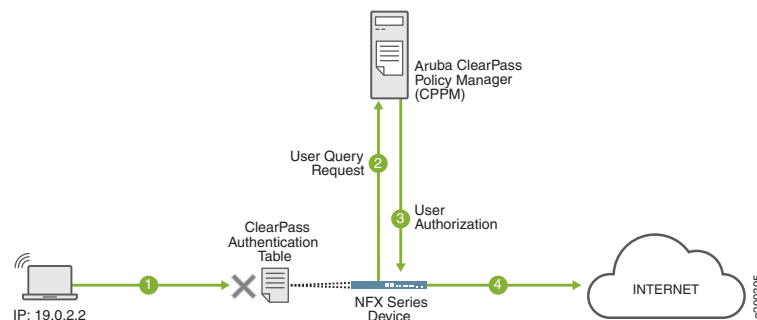 Aruba ClearPass
Policy Manager
(CPPM)
User Query
Request
2
3
User
Authorization
ClearPass
Authentication
Table
1
4
INTERNET
IP: 19.0.2.2
NFX Series
Device